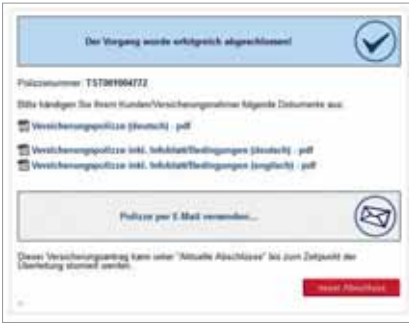 Der Vorgang wurde erfolgreich abgeschlossen!
Polizzennummer: TST001004772
Bitte händigen Sie Ihrem Kunden/Versicherungsnehmer folgende Dokumente aus:
Versicherungspolizze (deutsch) - pdf
Versicherungspolizze inkl. Infoblatt/Bedingungen (deutsch) - pdf
Versicherungspolizze inkl. Infoblatt/Bedingungen (englisch) - pdf
Polizze per E-Mail versenden...
Dieser Versicherungsantrag kann unter "Aktuelle Abschlüsse" bis zum Zeitpunkt der
Überleitung storniert werden.
neuer Abschluss